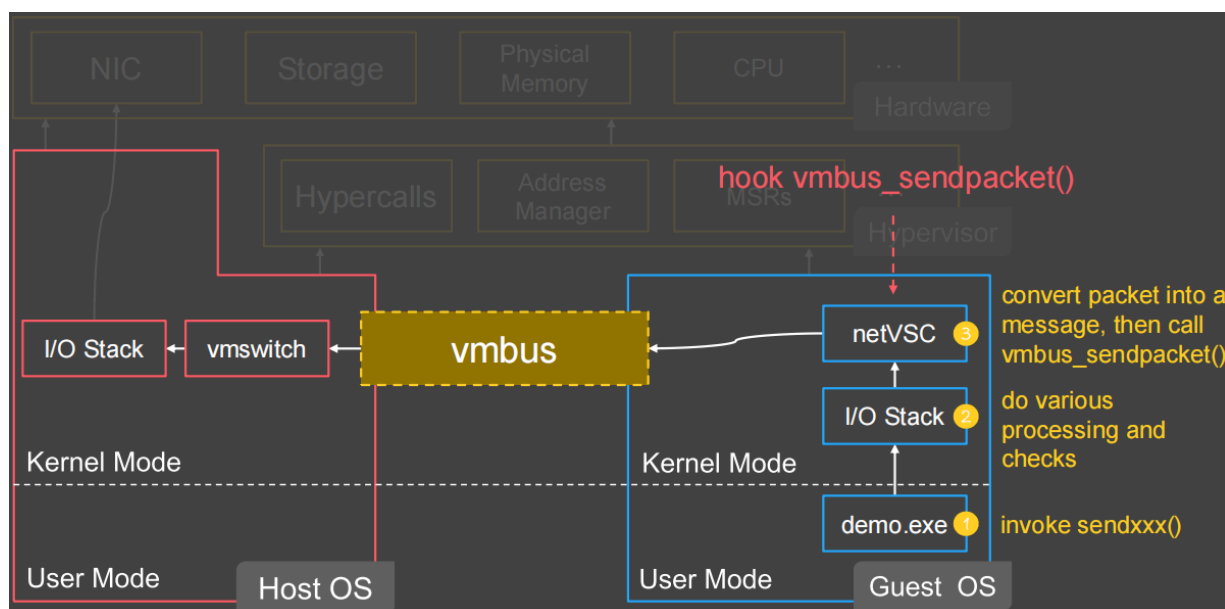 NIC
Storage
Physical
Memory
CPU
...
Hardware
Hypercalls
Address
Manager
MSRs
hook vmbus_sendpacket()
Hypervisor
I/O Stack
vmswitch
vmbus
netVSC
3
convert packet into a
message, then call
vmbus_sendpacket()
I/O Stack
2
do various
processing and
checks
Kernel Mode
Kernel Mode
demo.exe
1
invoke sendxxx()
User Mode
Host OS
User Mode
Guest OS